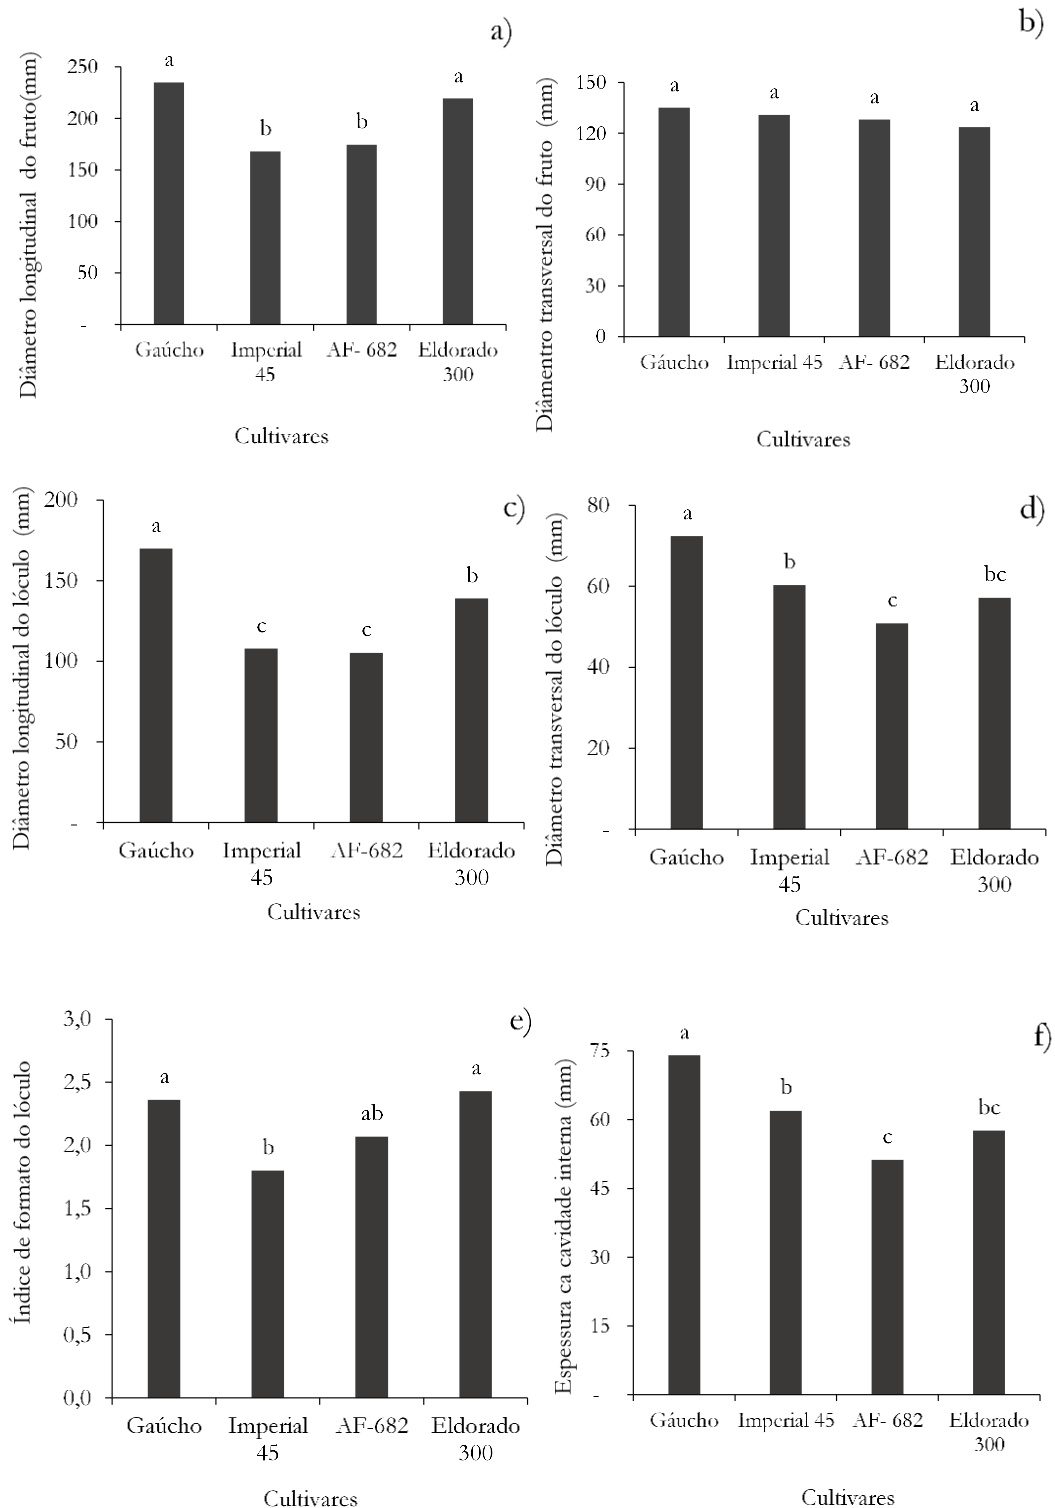 a)
Diâmetro longitudinal do fruto(mm)
250
200
150
100
50
-
a
b
b
a
Gaúcho
Imperial
45
AF- 682
Eldorado
300
Cultivares
b)
Diâmentro transversal do fruto (mm)
150
120
90
60
30
0
a
a
a
a
Gáucho
Imperial 45
AF- 682
Eldorado
300
Cultivares
c)
Diâmetro longitudinal do lóculo (mm)
200
150
100
50
-
a
c
c
b
Gaúcho
Imperial
45
AF-682
Eldorado
300
Cultivares
d)
Diâmetro transversal do lóculo (mm)
80
60
40
20
-
a
b
c
bc
Gaúcho
Imperial
45
AF-682
Eldorado
300
Cultivares
e)
Índice de formato do lóculo
3,0
2,5
2,0
1,5
1,0
0,5
0,0
a
b
ab
a
Gaúcho
Imperial
45
AF-682
Eldorado
300
Cultivares
f)
Espessura ca cavidade interna (mm)
75
60
45
30
15
-
a
b
c
bc
Gáucho
Imperial 45
AF- 682
Eldorado
300
Cultivares